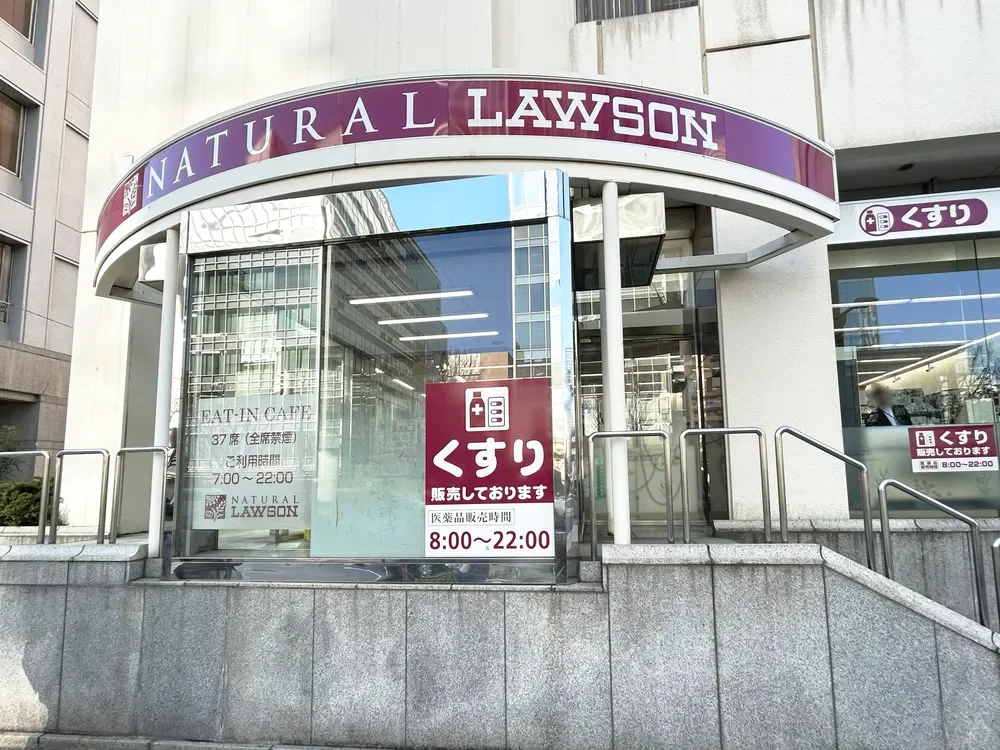 NATURAL LAWSON
くすり
EAT-IN CAFE
37席(全席禁煙)
ご利用時間
7:00〜22:00
NATURAL
LAWSON
くすり
販売しております
医薬品販売時間
8:00〜22:00
くすり
販売しております
8:00〜22:00